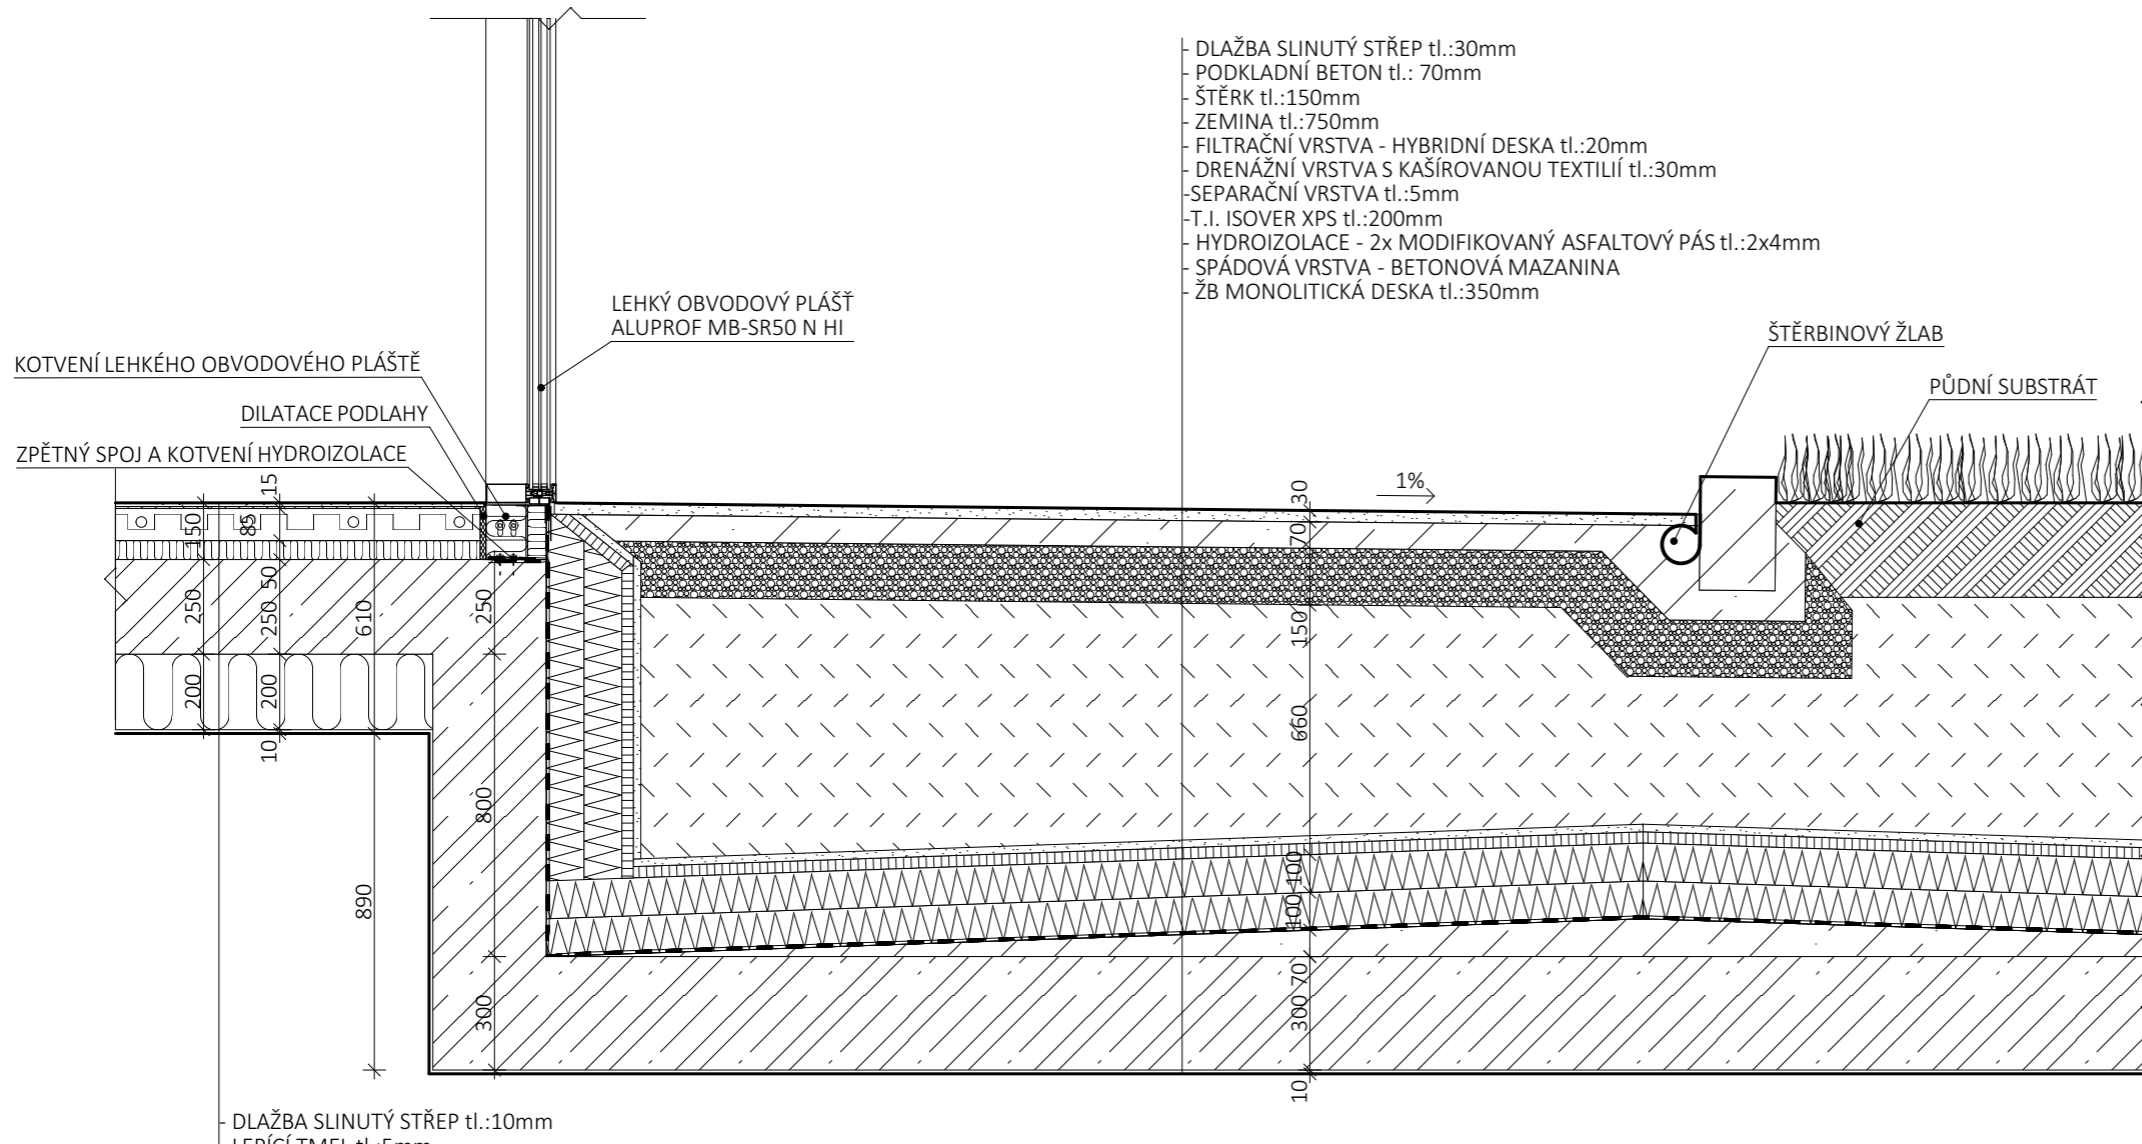 - DLAŽBA SLINUTÝ STŘEP tl.:30mm
- PODKLADNÍ BETON tl.: 70mm
- ŠTĚRK tl.:150mm
- ZEMINA tl.:750mm
- FILTRAČNÍ VRSTVA - HYBRIDNÍ DESKA tl.:20mm
- DRENÁŽNÍ VRSTVA S KAŠÍROVANOU TEXTILIÍ tl.:30mm
-SEPARAČNÍ VRSTVA tl.:5mm
-T.I. ISOVER XPS tl.:200mm
- HYDROIZOLACE - 2x MODIFIKOVANÝ ASFALTOVÝ PÁS tl.:2x4mm
- SPÁDOVÁ VRSTVA - BETONOVÁ MAZANINA
- ŽB MONOLITICKÁ DESKA tl.:350mm
LEHKÝ OBVODOVÝ PLÁŠŤ
ALUPROF MB-SR50 N HI
ŠTĚRBINOVÝ ŽLAB
KOTVENÍ LEHKÉHO OBVODOVÉHO PLÁŠTĚ
PŮDNÍ SUBSTRÁT
DILATACE PODLAHY
ZPĚTNÝ SPOJ A KOTVENÍ HYDROIZOLACE
1%
150
250
200
15
85
50
250
200
10
610
890
250
800
300
30
70
150
660
100
100
70
300
10
- DLAŽBA SLINUTÝ STŘEP tl.:10mm
- LEPÍCÍ TMEL tl.:5mm